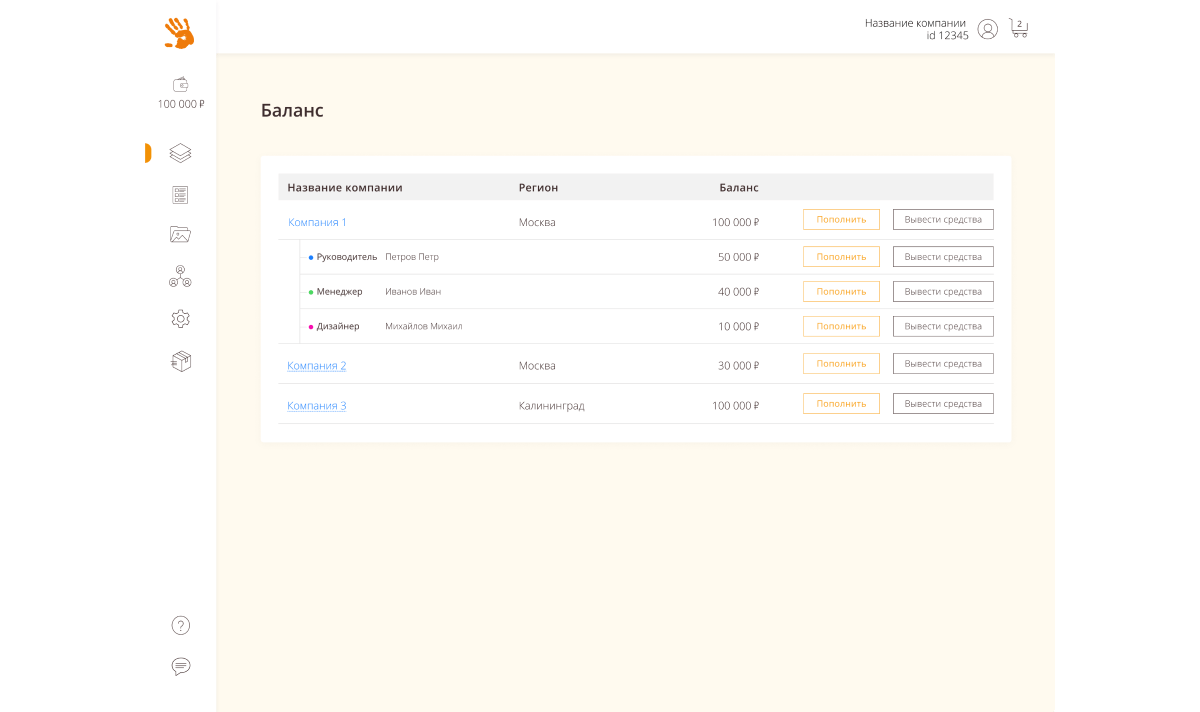 Название компании
id 12345
2
100 000 ₽
Баланс
Название компании Регион Баланс
Компания 1 Москва 100 000 ₽ Пополнить Вывести средства
Руководитель Петров Петр 50 000 ₽ Пополнить Вывести средства
Менеджер Иванов Иван 40 000 ₽ Пополнить Вывести средства
Дизайнер Михайлов Михаил 10 000 ₽ Пополнить Вывести средства
Компания 2 Москва 30 000 ₽ Пополнить Вывести средства
Компания 3 Калининград 100 000 ₽ Пополнить Вывести средства
?